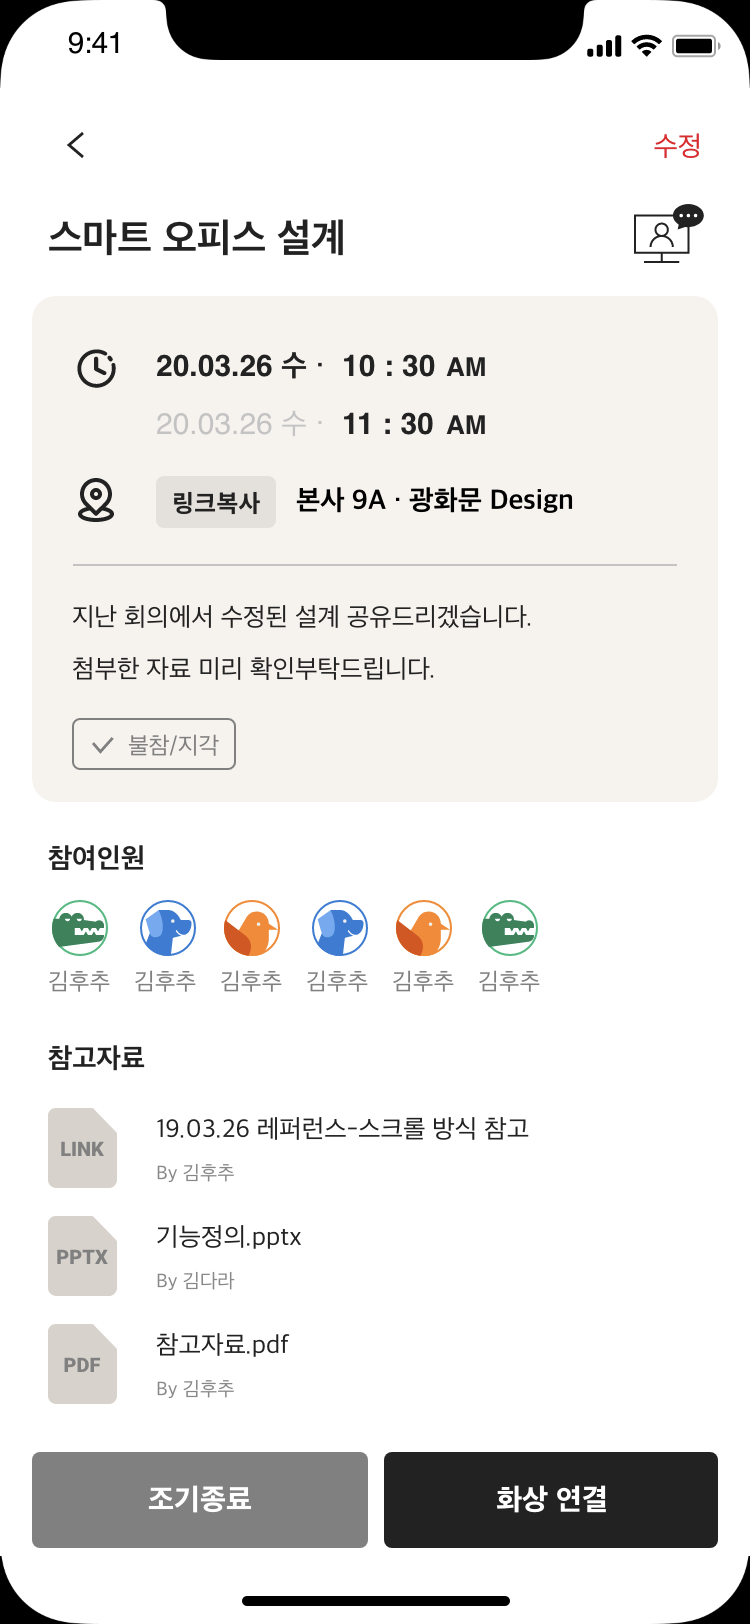 9:41
수정
스마트 오피스 설계
20.03.26 수 · 10 : 30 AM
20.03.26 수 · 11 : 30 AM
링크복사 본사 9A · 광화문 Design
지난 회의에서 수정된 설계 공유드리겠습니다.
첨부한 자료 미리 확인부탁드립니다.
불참/지각
참여인원
김후추 김후추 김후추 김후추 김후추 김후추
참고자료
LINK 19.03.26 레퍼런스-스크롤 방식 참고
By 김후추
PPTX 기능정의.pptx
By 김다라
PDF 참고자료.pdf
By 김후추
조기종료 화상 연결